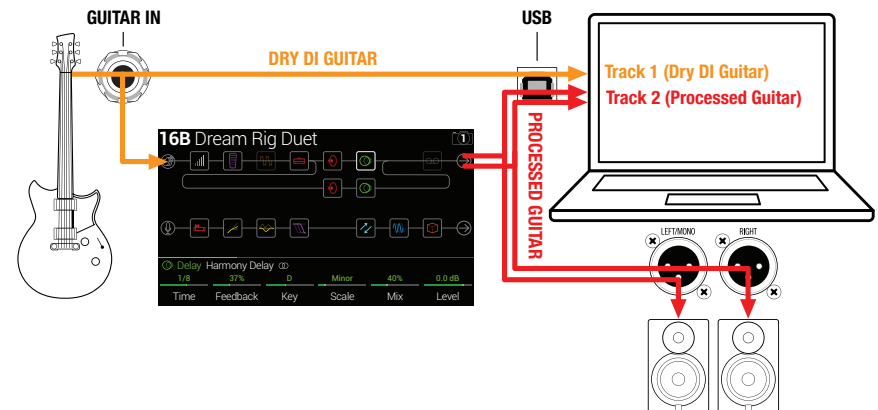 GUITAR IN
USB
DRY DI GUITAR
Track 1 (Dry DI Guitar)
Track 2 (Processed Guitar)
PROCESSED GUITAR
16B Dream Rig Duet
1
Delay Harmony Delay
1/8 37% D Minor 40% 0.0 dB
Time Feedback Key Scale Mix Level
LEFT/MONO
RIGHT